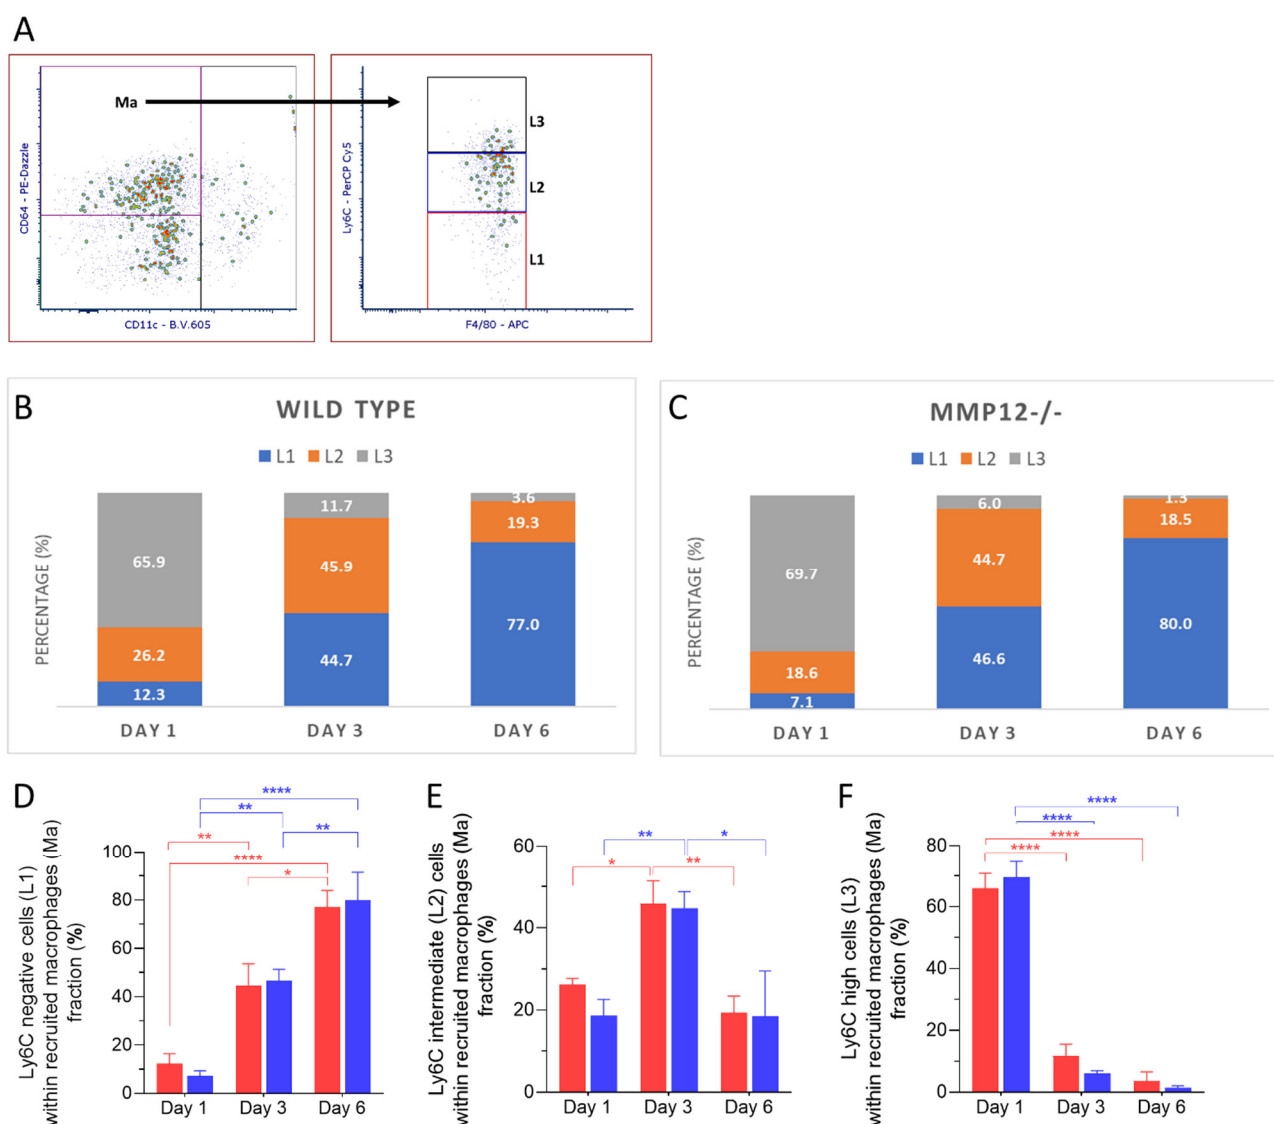 A
Ma
L3
L2
L1
CD64 - PE-Dazzle
CD11c - B.V.605
Ly6C - PerCP Cy5
F4/80 - APC
B
WILD TYPE
L1 L2 L3
PERCENTAGE (%)
65.9
26.2
12.3
11.7
45.9
44.7
3.6
19.3
77.0
DAY 1 DAY 3 DAY 6
C
MMP12-/-
L1 L2 L3
PERCENTAGE (%)
69.7
18.6
7.1
6.0
44.7
46.6
1.3
18.5
80.0
DAY 1 DAY 3 DAY 6
D
Ly6C negative cells (L1)
within recruited macrophages (Ma)
fraction (%)
100
80
60
40
20
0
****
**
**
**
****
*
Day 1 Day 3 Day 6
E
Ly6C intermediate (L2) cells
within recruited macrophages (Ma)
fraction (%)
60
40
20
0
**
*
*
**
Day 1 Day 3 Day 6
F
Ly6C high cells (L3)
within recruited macrophages (Ma)
fraction (%)
80
60
40
20
0
****
****
****
****
Day 1 Day 3 Day 6